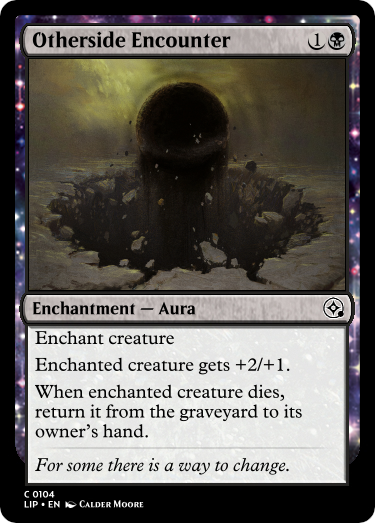 Otherside Encounter 1
Enchantment — Aura
Enchant creature
Enchanted creature gets +2/+1.
When enchanted creature dies,
return it from the graveyard to its
owner's hand.
For some there is a way to change.
C 0104
LIP • EN CALDER MOORE